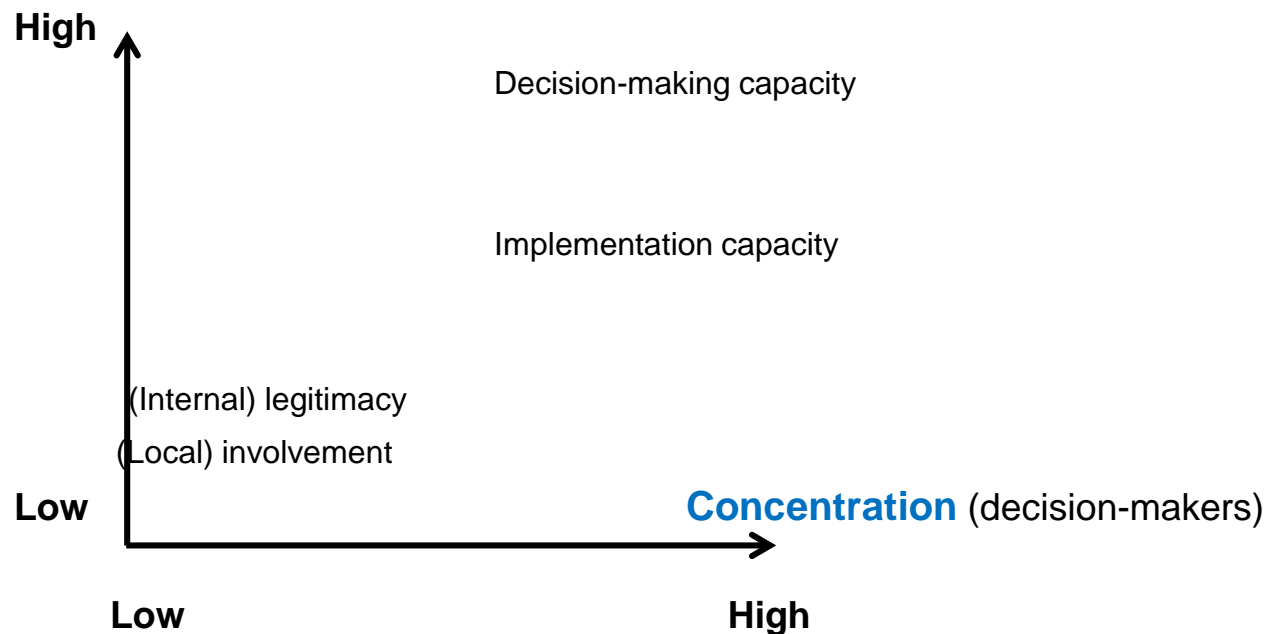 High
Decision-making capacity
Implementation capacity
(Internal) legitimacy
(Local) involvement
Low
Concentration (decision-makers)
Low
High